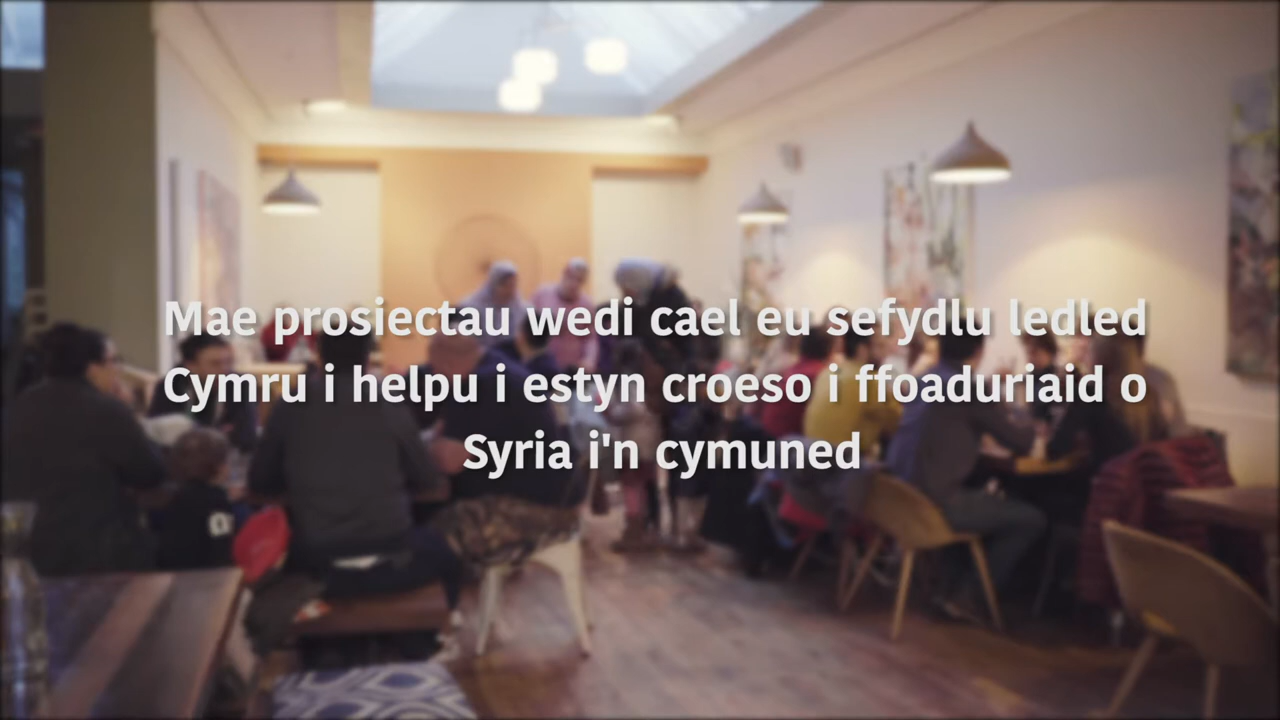 Mae prosiectau wedi cael eu sefydlu ledled
Cymru i helpu i estyn croeso i ffoaduriaid o
Syria i'n cymuned